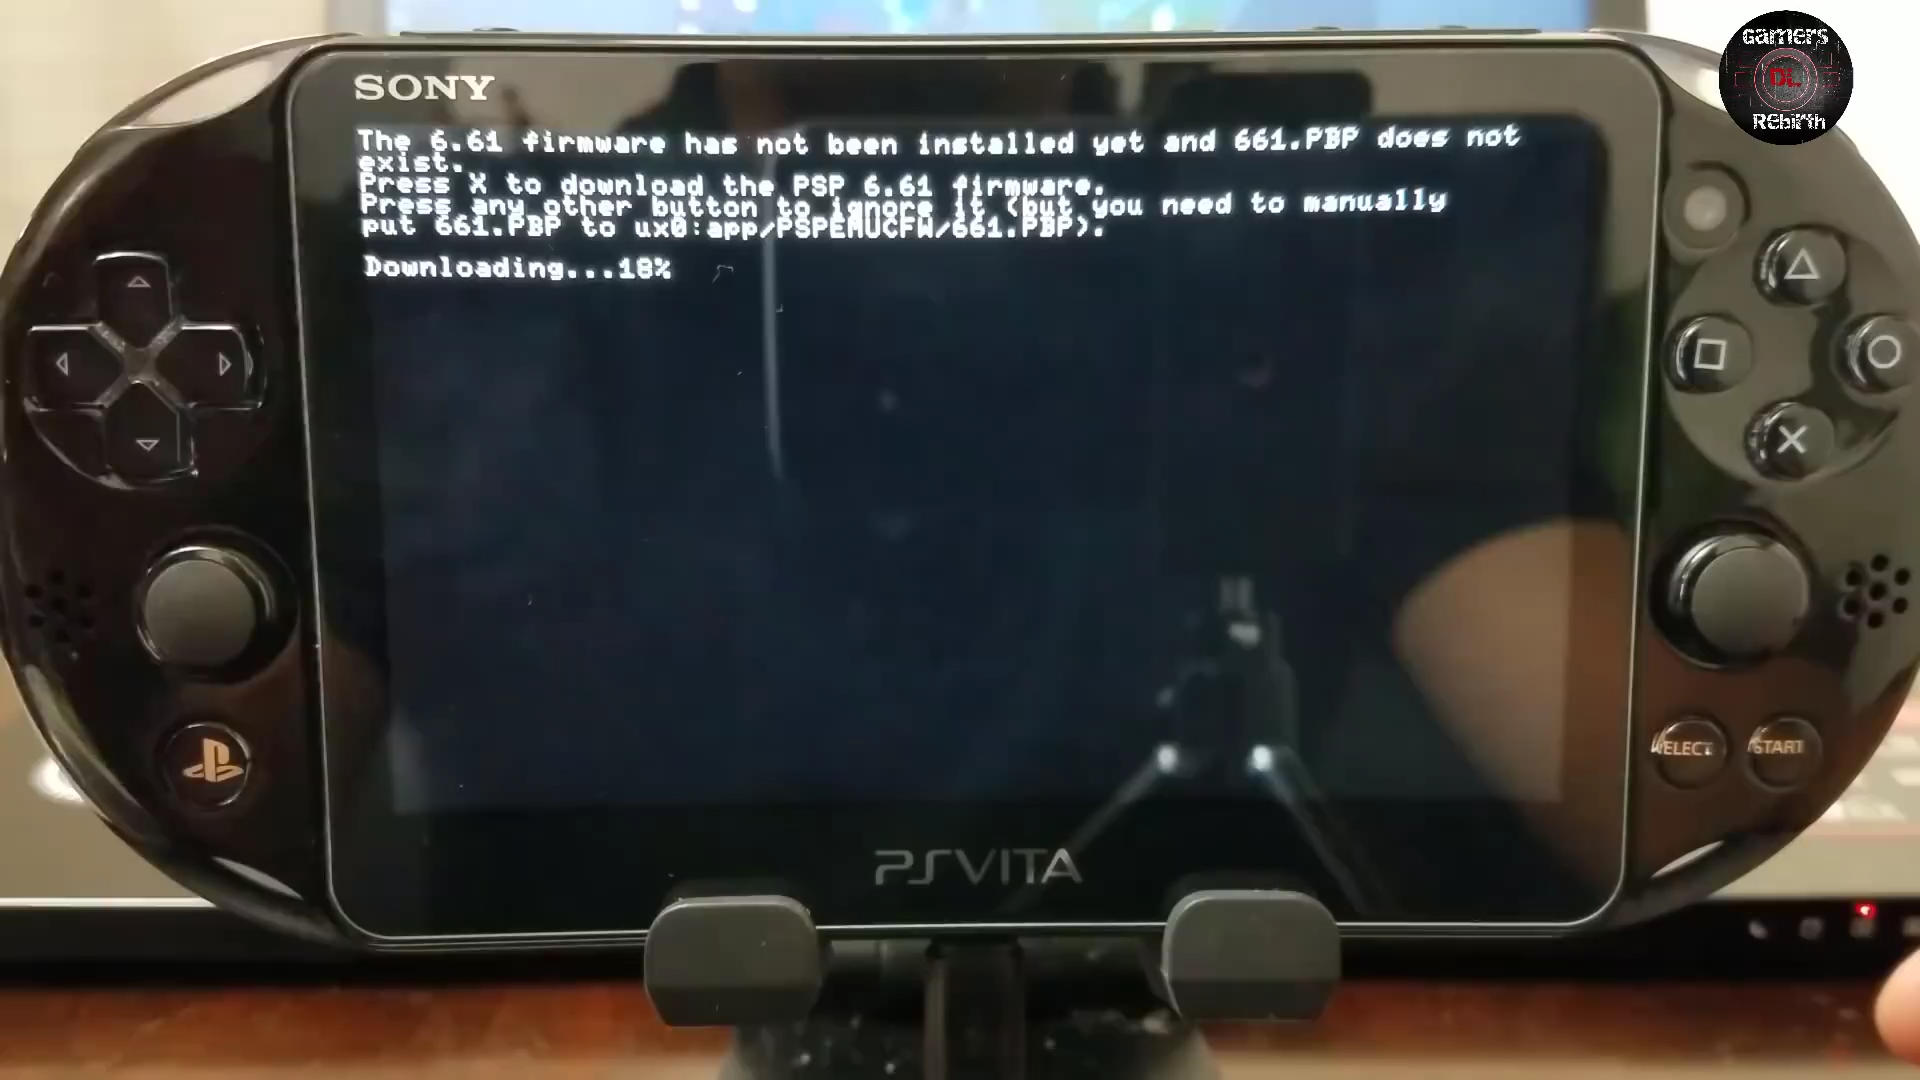 Gamers
DL
REbirth
SONY
The 6.61 firmware has not been installed yet and 661.PBP does not
exist.
Press X to download the PSP 6.61 firmware.
Press any other button to ignore it (but you need to manually
put 661.PBP to ux0:app/PSPEMUCFW/661.PBP).
Downloading...18%
SELECT
START
PSVITA